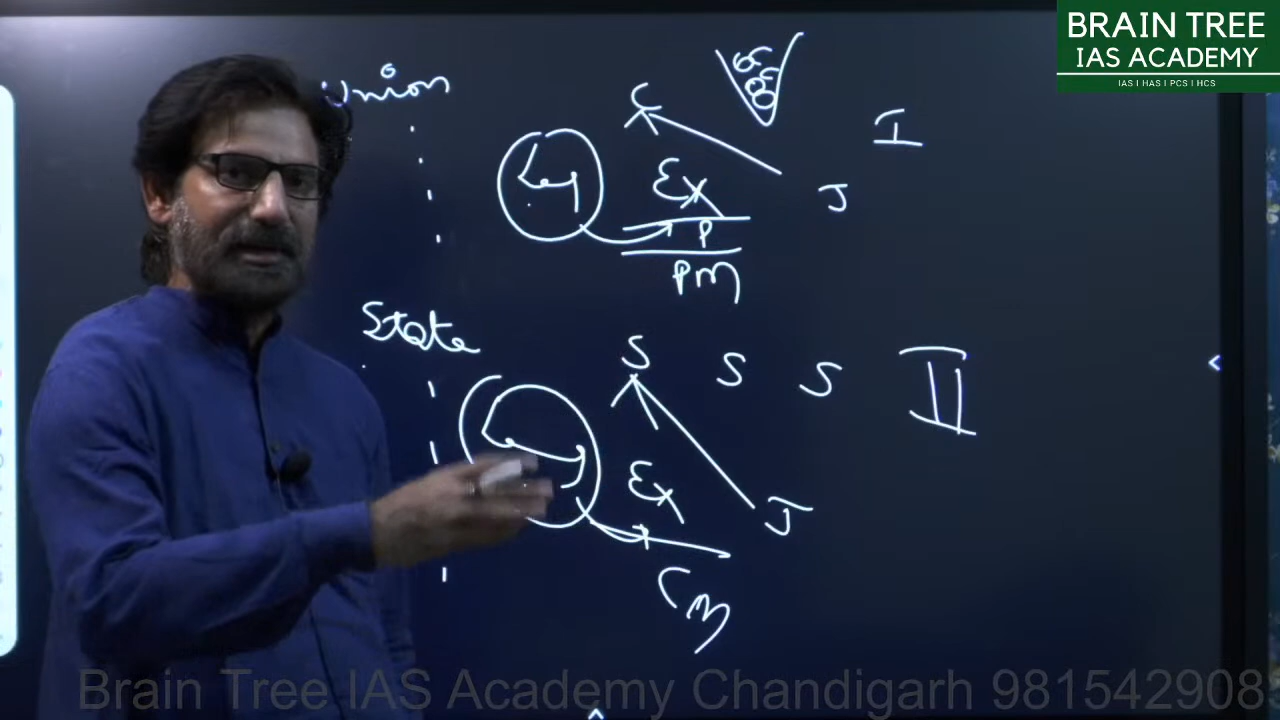 BRAIN TREE
IAS ACADEMY
IAS I HAS I PCS I HCS
Union
C
I
Ly
Ex
J
P
PM
State
S S S II
L
Ex
J
CM
Brain Tree IAS Academy Chandigarh 981542908